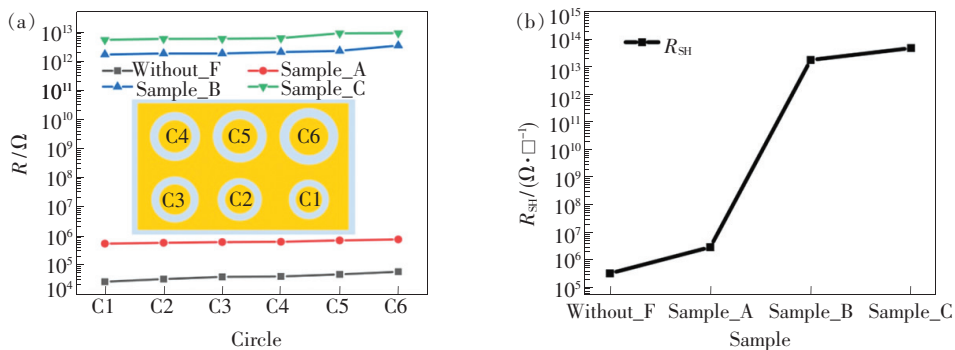 (a)
R/Ω
10¹³
10¹²
10¹¹
10¹⁰
10⁹
10⁸
10⁷
10⁶
10⁵
10⁴
Without_F
Sample_A
Sample_B
Sample_C
C4
C5
C6
C3
C2
C1
C1
C2
C3
C4
C5
C6
Circle
(b)
R_SH/(Ω·□⁻¹)
10¹⁵
10¹⁴
10¹³
10¹²
10¹¹
10¹⁰
10⁹
10⁸
10⁷
10⁶
10⁵
R_SH
Without_F
Sample_A
Sample_B
Sample_C
Sample